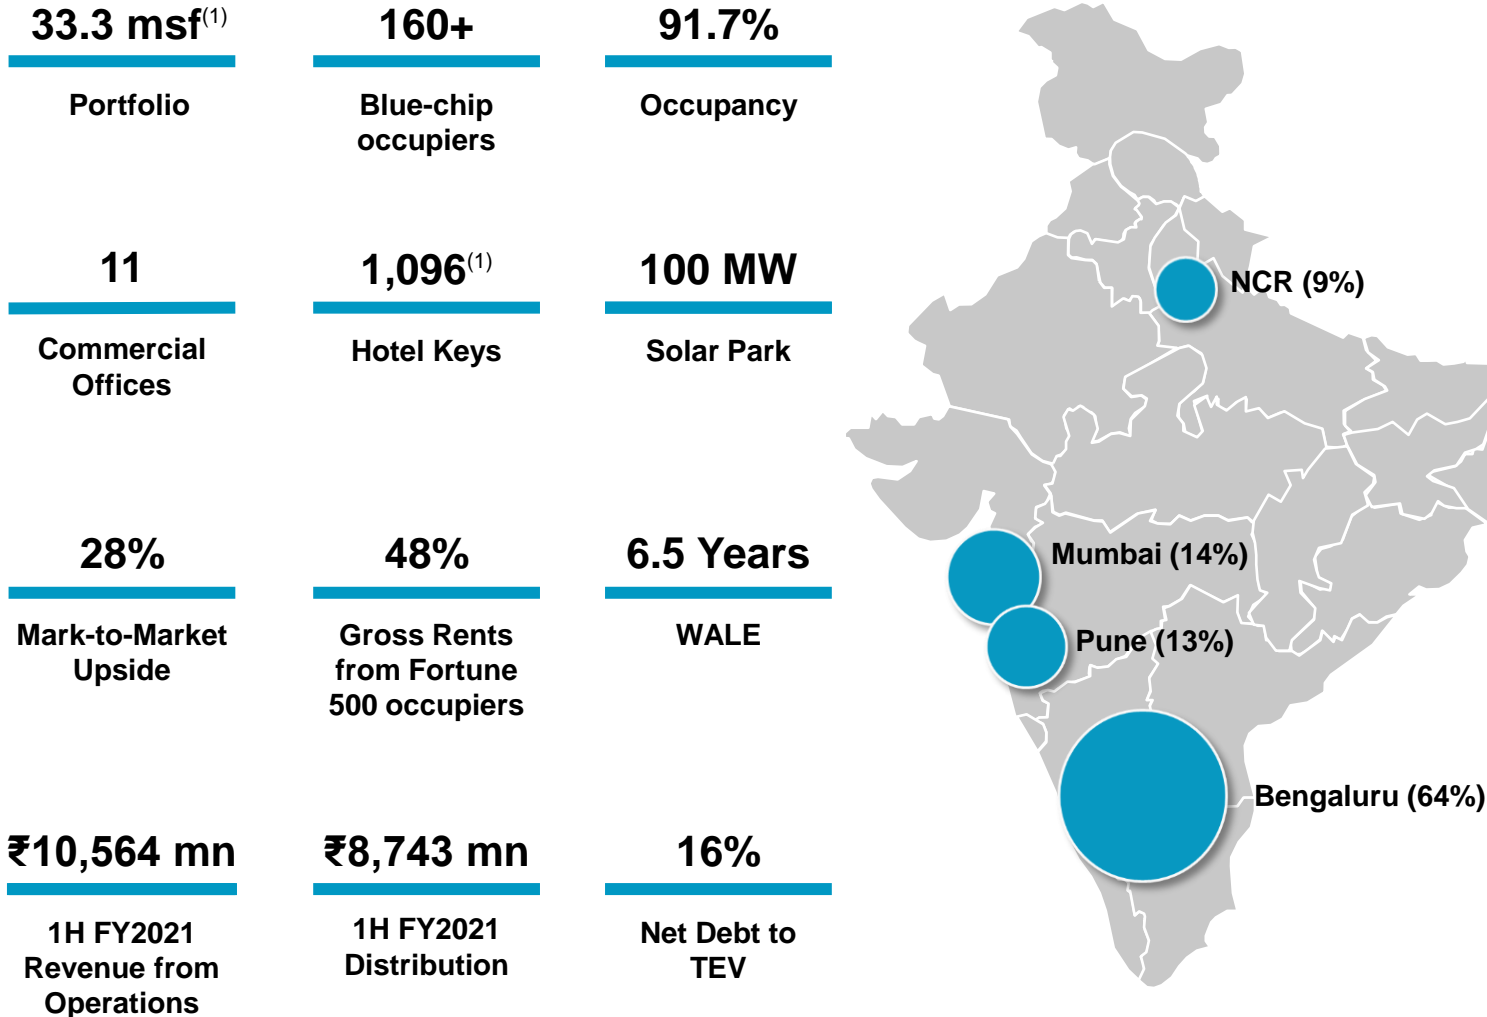 33.3 msf(1)
Portfolio
160+
Blue-chip
occupiers
91.7%
Occupancy
11
Commercial
Offices
1,096(1)
Hotel Keys
100 MW
Solar Park
28%
Mark-to-Market
Upside
48%
Gross Rents
from Fortune
500 occupiers
6.5 Years
WALE
₹10,564 mn
1H FY2021
Revenue from
Operations
₹8,743 mn
1H FY2021
Distribution
16%
Net Debt to
TEV
NCR (9%)
Mumbai (14%)
Pune (13%)
Bengaluru (64%)